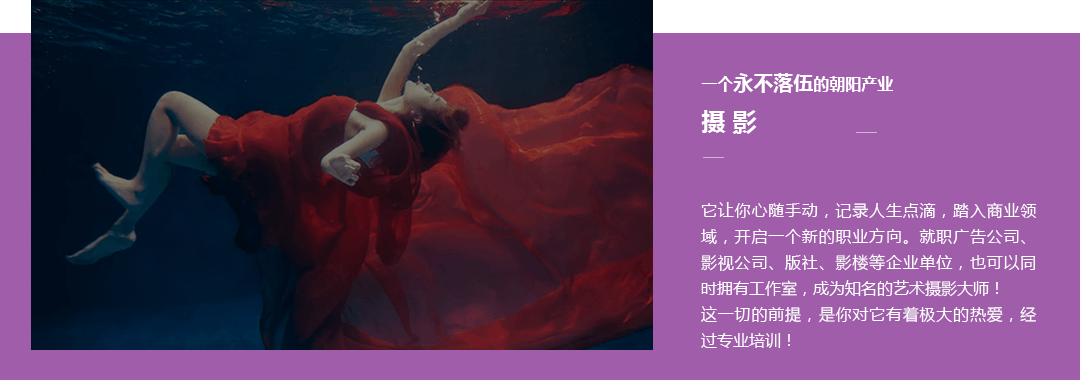 一个永不落伍的朝阳产业
摄 影
它让你心随手动，记录人生点滴，踏入商业领
域，开启一个新的职业方向。就职广告公司、
影视公司、版社、影楼等企业单位，也可以同
时拥有工作室，成为知名的艺术摄影大师！
这一切的前提，是你对它有着极大的热爱，经
过专业培训！